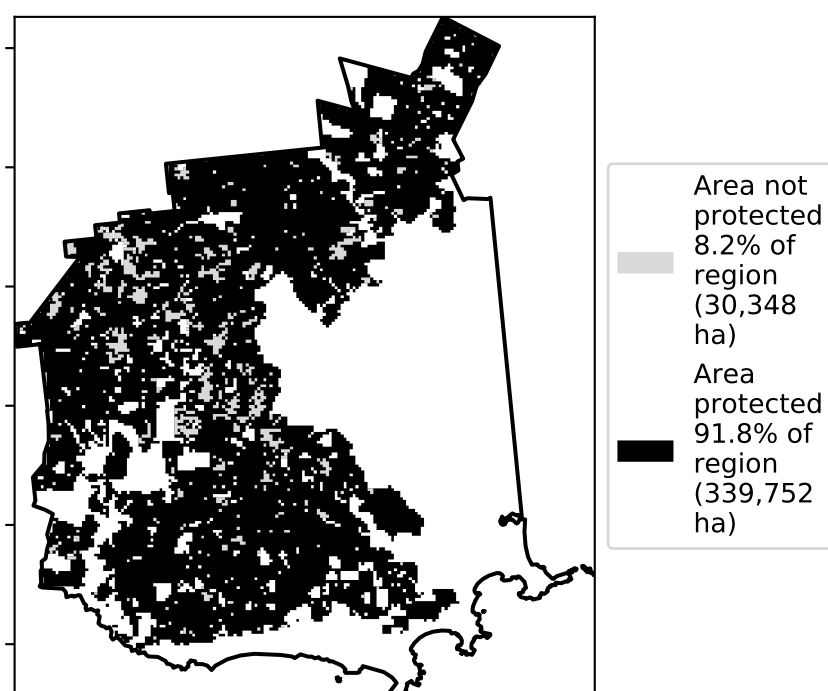 Area not
protected
8.2% of
region
(30,348
ha)
Area
protected
91.8% of
region
(339,752
ha)